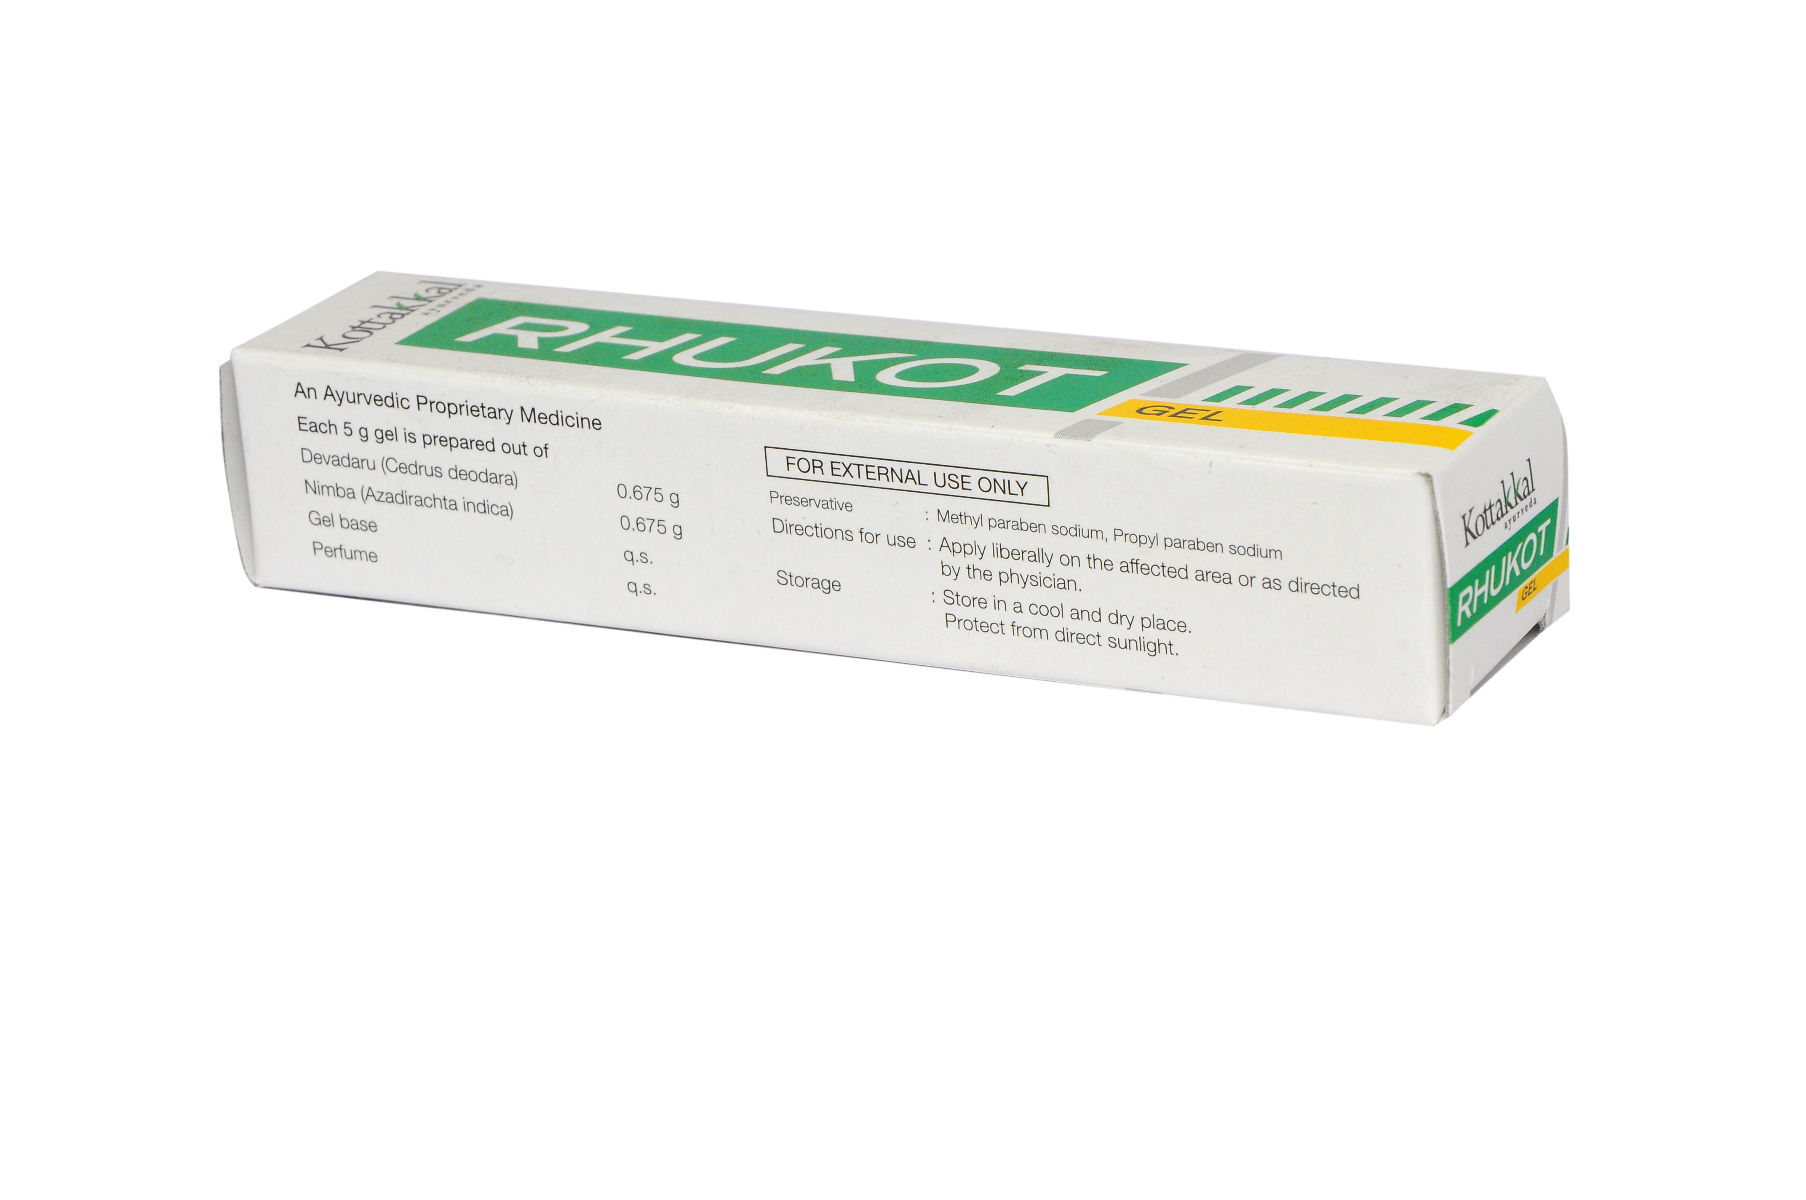 Kottakkal
ayurveda
RHUKOT
GEL
An Ayurvedic Proprietary Medicine
Each 5 g gel is prepared out of
Devadaru (Cedrus deodara) 0.675 g
Nimba (Azadirachta indica) 0.675 g
Gel base q.s.
Perfume q.s.
FOR EXTERNAL USE ONLY
Preservative : Methyl paraben sodium, Propyl paraben sodium
Directions for use : Apply liberally on the affected area or as directed
by the physician.
Storage : Store in a cool and dry place.
Protect from direct sunlight.
Kottakkal
ayurveda
RHUKOT
GEL